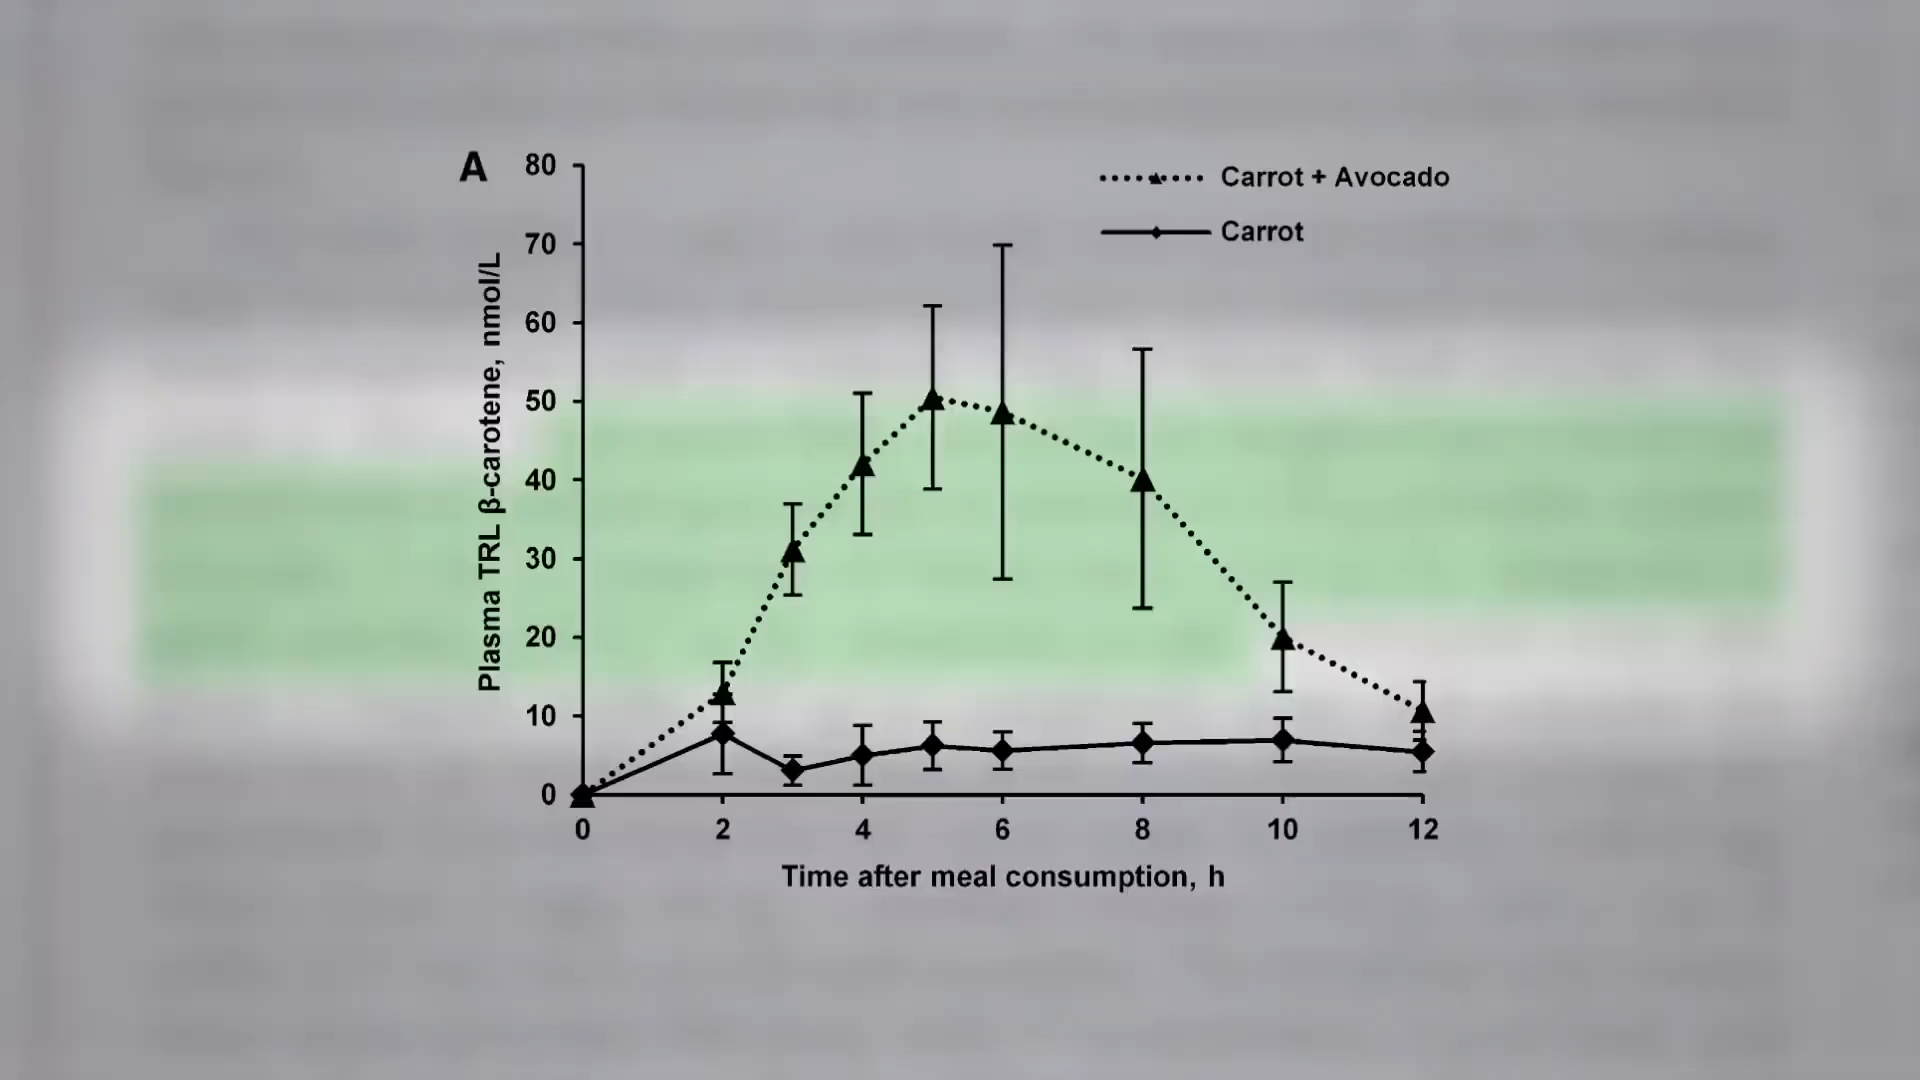 A
80
70
60
50
40
30
20
10
0
Plasma TRL β-carotene, nmol/L
Carrot + Avocado
Carrot
0 2 4 6 8 10 12
Time after meal consumption, h